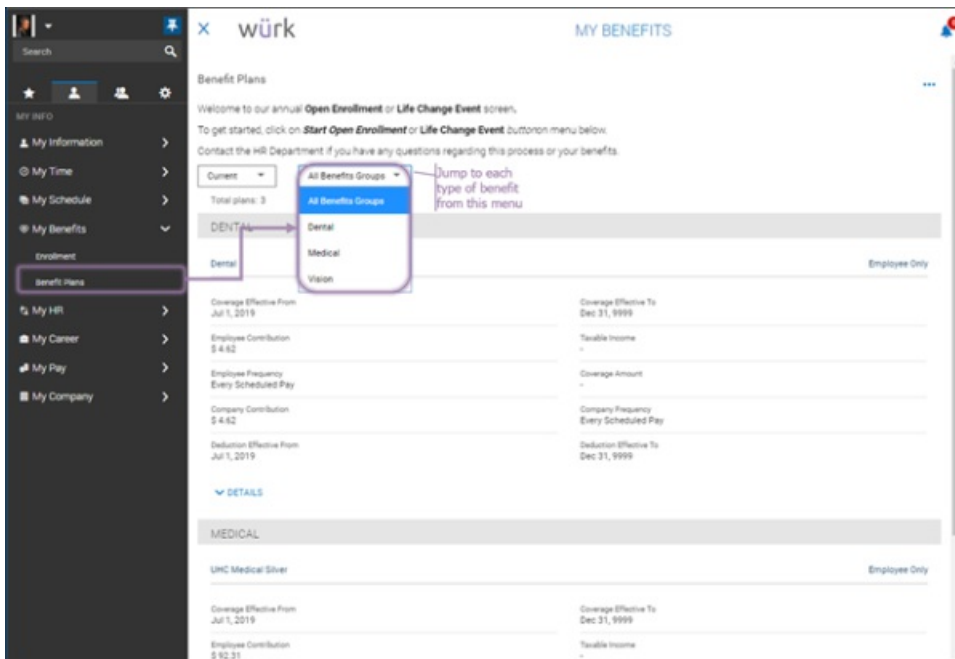 würk
MY BENEFITS
Search
MY INFO
My Information
My Time
My Schedule
My Benefits
Enrollment
Benefit Plans
My HR
My Career
My Pay
My Company
Benefit Plans
Welcome to our annual Open Enrollment or Life Change Event screen.
To get started, click on Start Open Enrollment or Life Change Event buttonon menu below.
Contact the HR Department if you have any questions regarding this process or your benefits.
Current
All Benefits Groups
Jump to each
type of benefit
from this menu
Total plans: 3
All Benefits Groups
Dental
Medical
Vision
DENTAL
Dental
Employee Only
Coverage Effective From
Jul 1, 2019
Coverage Effective To
Dec 31, 9999
Employee Contribution
$ 4.62
Taxable Income
-
Employee Frequency
Every Scheduled Pay
Coverage Amount
-
Company Contribution
$ 4.62
Company Frequency
Every Scheduled Pay
Deduction Effective From
Jul 1, 2019
Deduction Effective To
Dec 31, 9999
DETAILS
MEDICAL
UHC Medical Silver
Employee Only
Coverage Effective From
Jul 1, 2019
Coverage Effective To
Dec 31, 9999
Employee Contribution
$ 92.31
Taxable Income
-